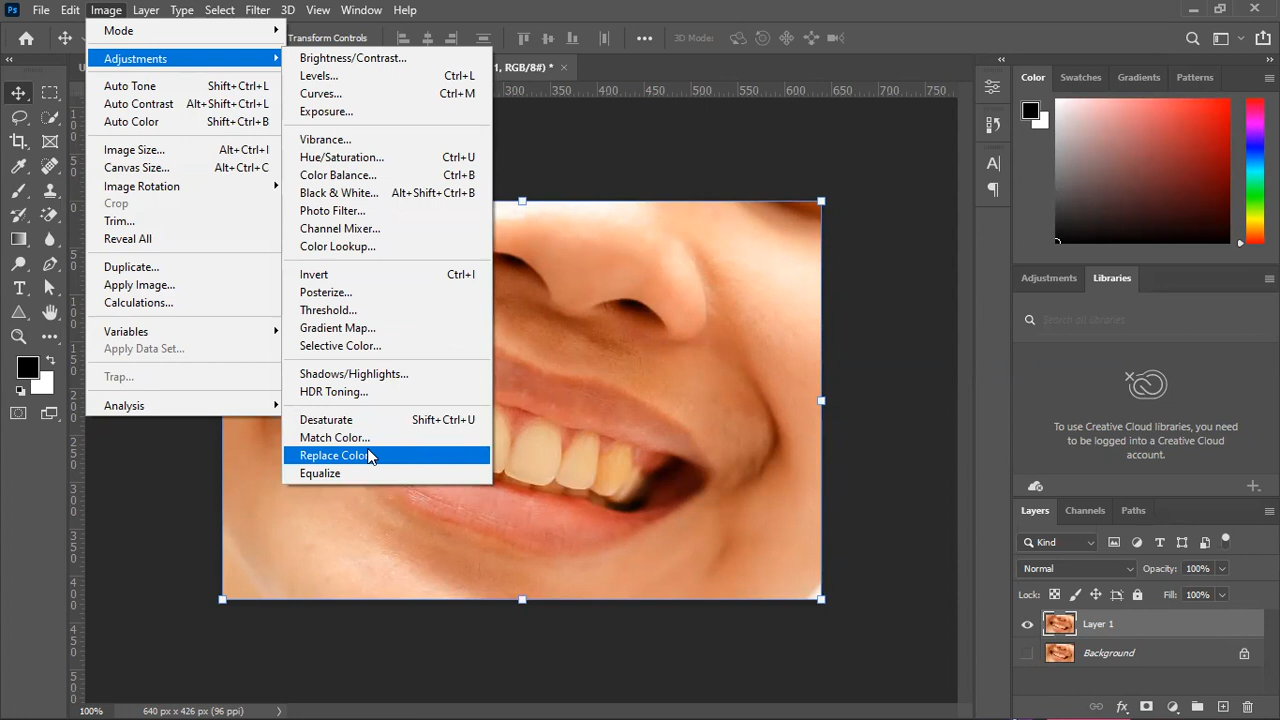 Ps File Edit Image Layer Type Select Filter 3D View Window Help
Transform Controls
3D Mode:
1, RGB/8#) *
300 350 400 450 500 550 600 650 700 750 800
Mode
Adjustments
Auto Tone Shift+Ctrl+L
Auto Contrast Alt+Shift+Ctrl+L
Auto Color Shift+Ctrl+B
Image Size... Alt+Ctrl+I
Canvas Size... Alt+Ctrl+C
Image Rotation
Crop
Trim...
Reveal All
Duplicate...
Apply Image...
Calculations...
Variables
Apply Data Set...
Trap...
Analysis
Brightness/Contrast...
Levels... Ctrl+L
Curves... Ctrl+M
Exposure...
Vibrance...
Hue/Saturation... Ctrl+U
Color Balance... Ctrl+B
Black & White... Alt+Shift+Ctrl+B
Photo Filter...
Channel Mixer...
Color Lookup...
Invert Ctrl+I
Posterize...
Threshold...
Gradient Map...
Selective Color...
Shadows/Highlights...
HDR Toning...
Desaturate Shift+Ctrl+U
Match Color...
Replace Color
Equalize
Color Swatches Gradients Patterns
Adjustments Libraries
Search all libraries
To use Creative Cloud Libraries, you
need to be logged into a Creative Cloud
account.
Layers Channels Paths
Kind
Normal Opacity: 100%
Lock: Fill: 100%
Layer 1
Background
100% 640 px x 426 px (96 ppi)